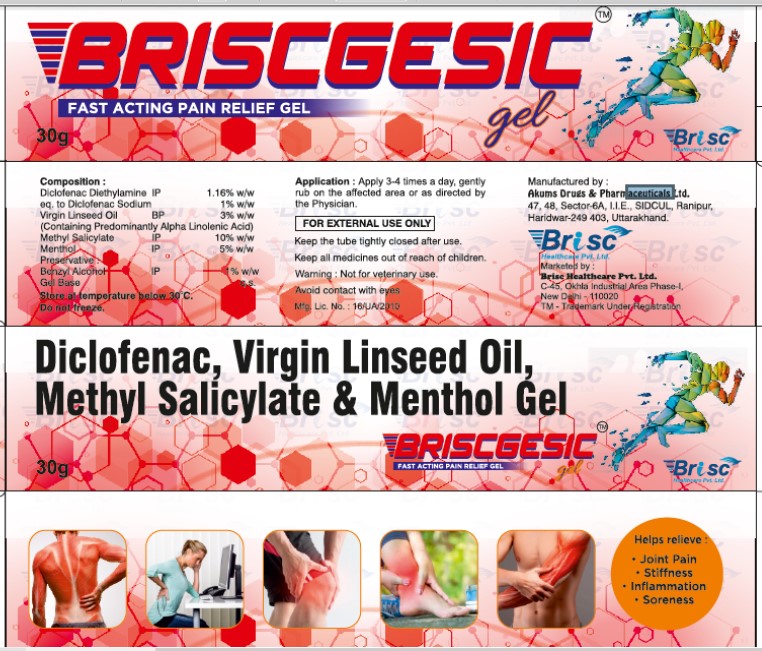 BRISCGESIC TM
FAST ACTING PAIN RELIEF GEL
gel
30g
Brisc
Healthcare Pvt. Ltd.
Composition :
Diclofenac Diethylamine IP 1.16% w/w
eq. to Diclofenac Sodium 1% w/w
Virgin Linseed Oil BP 3% w/w
(Containing Predominantly Alpha Linolenic Acid)
Methyl Salicylate IP 10% w/w
Menthol IP 5% w/w
Preservative
Benzyl Alcohol IP 1% w/w
Gel Base q.s.
Store at temperature below 30°C.
Do not freeze.
Application : Apply 3-4 times a day, gently
rub on the affected area or as directed by
the Physician.
FOR EXTERNAL USE ONLY
Keep the tube tightly closed after use.
Keep all medicines out of reach of children.
Warning : Not for veterinary use.
Avoid contact with eyes
Mfg. Lic. No. : 16/UA/2010
Manufactured by :
Akums Drugs & Pharmaceuticals Ltd.
47, 48, Sector-6A, I.I.E., SIDCUL, Ranipur,
Haridwar-249 403, Uttarakhand.
Brisc
Healthcare Pvt. Ltd.
Marketed by :
Brisc Healthcare Pvt. Ltd.
C-45, Okhla Industrial Area Phase-I,
New Delhi - 110020
TM - Trademark Under Registration
Diclofenac, Virgin Linseed Oil,
Methyl Salicylate & Menthol Gel
BRISCGESIC TM
FAST ACTING PAIN RELIEF GEL
gel
30g
Brisc
Healthcare Pvt. Ltd.
Helps relieve :
• Joint Pain
• Stiffness
• Inflammation
• Soreness